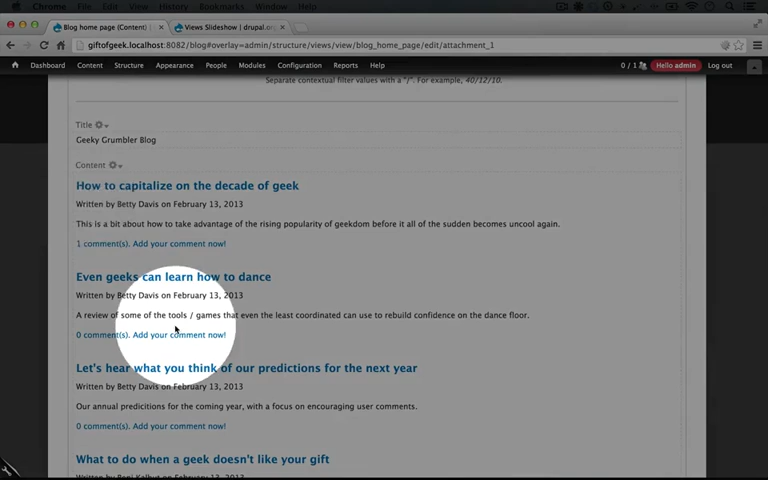 Chrome File Edit View History Bookmarks Window Help
Blog home page (Content) |
Views Slideshow | drupal.org
giftofgeek.localhost:8082/blog#overlay=admin/structure/views/view/blog_home_page/edit/attachment_1
Dashboard Content Structure Appearance People Modules Configuration Reports Help 0 / 1 Hello admin Log out
Separate contextual filter values with a "/". For example, 40/12/10.
Title
Geeky Grumbler Blog
Content
How to capitalize on the decade of geek
Written by Betty Davis on February 13, 2013
This is a bit about how to take advantage of the rising popularity of geekdom before it all of the sudden becomes uncool again.
1 comment(s). Add your comment now!
Even geeks can learn how to dance
Written by Betty Davis on February 13, 2013
A review of some of the tools / games that even the least coordinated can use to rebuild confidence on the dance floor.
0 comment(s). Add your comment now!
Let's hear what you think of our predictions for the next year
Written by Betty Davis on February 13, 2013
Our annual predicitions for the coming year, with a focus on encouraging user comments.
0 comment(s). Add your comment now!
What to do when a geek doesn't like your gift